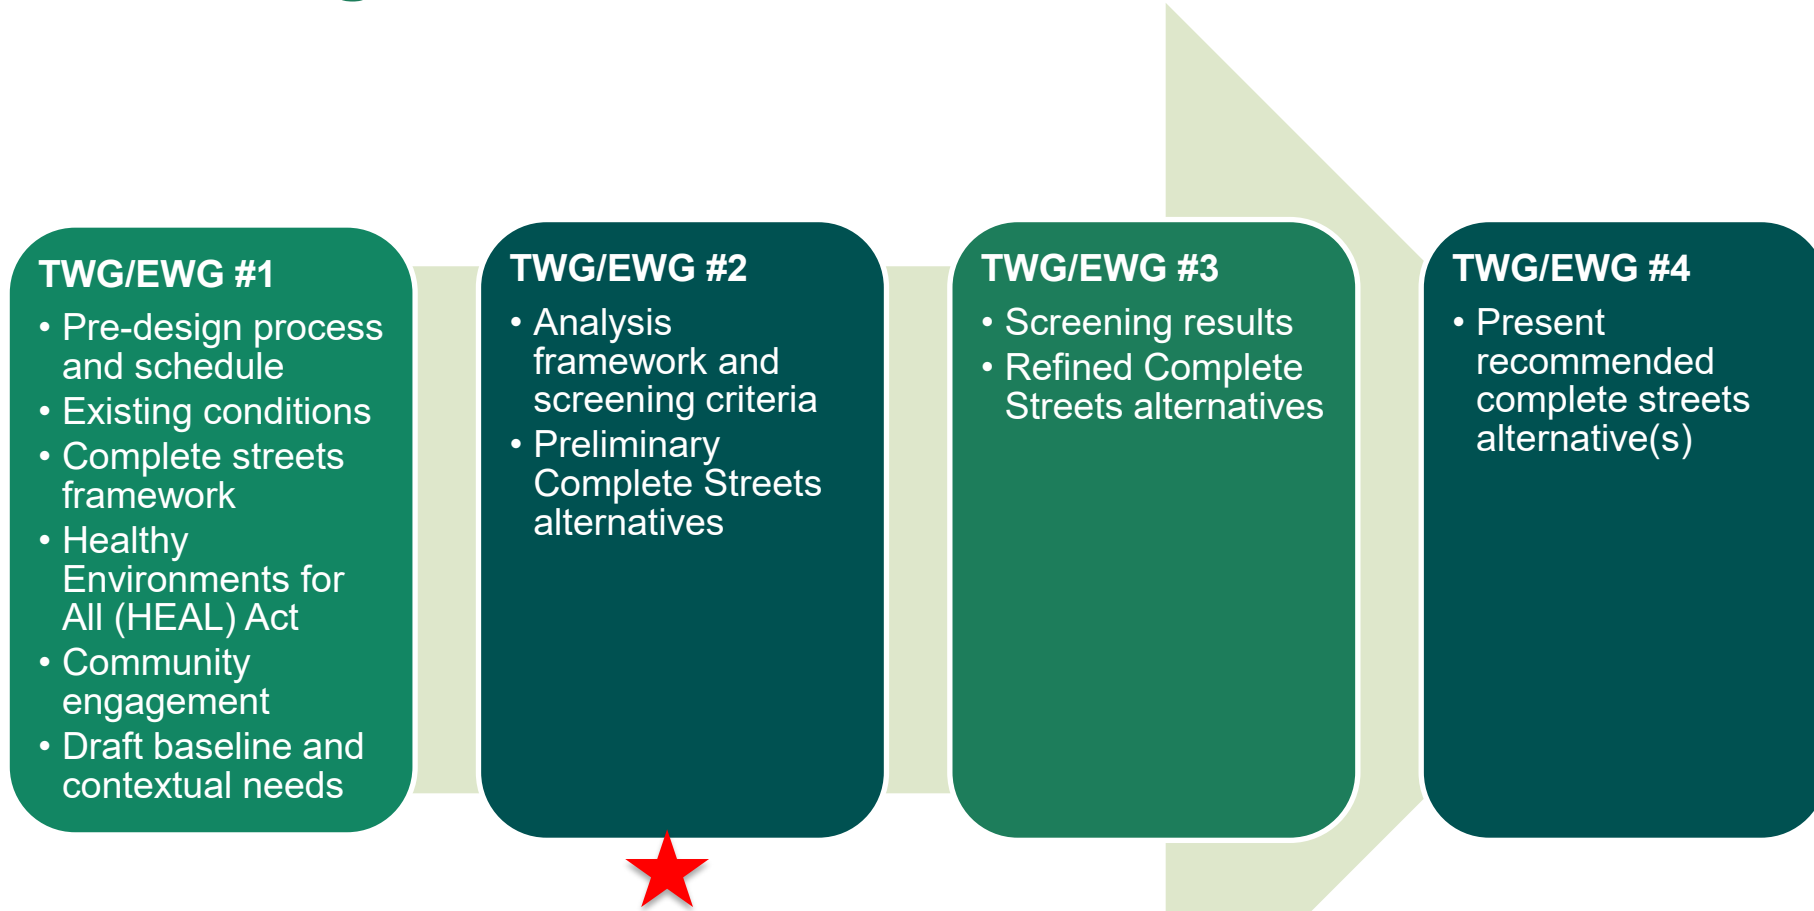 TWG/EWG #1
• Pre-design process
and schedule
• Existing conditions
• Complete streets
framework
• Healthy
Environments for
All (HEAL) Act
• Community
engagement
• Draft baseline and
contextual needs
TWG/EWG #2
• Analysis
framework and
screening criteria
• Preliminary
Complete Streets
alternatives
TWG/EWG #3
• Screening results
• Refined Complete
Streets alternatives
TWG/EWG #4
• Present
recommended
complete streets
alternative(s)